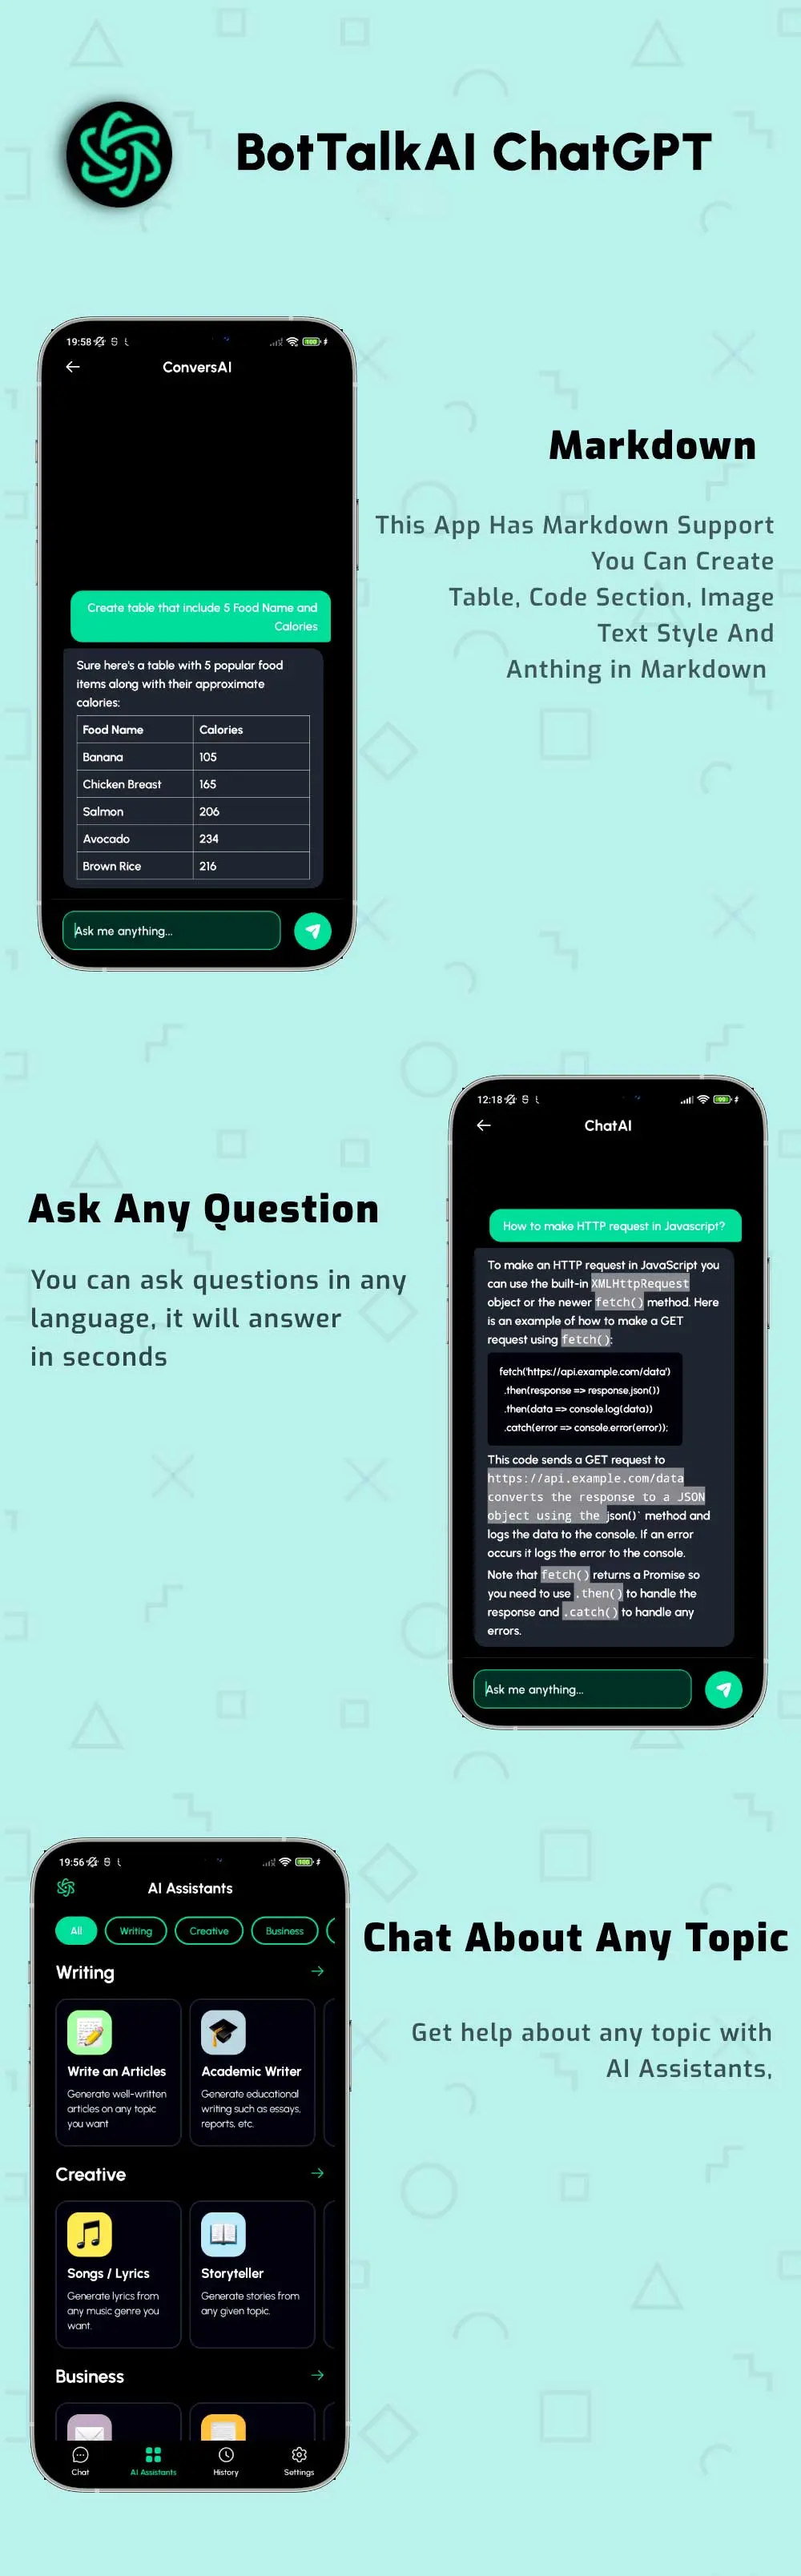 BotTalkAI ChatGPT
19:58
ConversAI
Create table that include 5 Food Name and
Calories
Sure here's a table with 5 popular food
items along with their approximate
calories:
Food Name Calories
Banana 105
Chicken Breast 165
Salmon 206
Avocado 234
Brown Rice 216
Ask me anything...
Markdown
This App Has Markdown Support
You Can Create
Table, Code Section, Image
Text Style And
Anthing in Markdown
Ask Any Question
You can ask questions in any
language, it will answer
in seconds
12:18
ChatAI
How to make HTTP request in Javascript?
To make an HTTP request in JavaScript you
can use the built-in XMLHttpRequest
object or the newer fetch() method. Here
is an example of how to make a GET
request using fetch():
fetch('https://api.example.com/data')
.then(response => response.json())
.then(data => console.log(data))
.catch(error => console.error(error));
This code sends a GET request to
https://api.example.com/data
converts the response to a JSON
object using the json()` method and
logs the data to the console. If an error
occurs it logs the error to the console.
Note that fetch() returns a Promise so
you need to use .then() to handle the
response and .catch() to handle any
errors.
Ask me anything...
19:56
AI Assistants
All Writing Creative Business
Writing
Write an Articles
Generate well-written
articles on any topic
you want
Academic Writer
Generate educational
writing such as essays,
reports, etc.
Creative
Songs / Lyrics
Generate lyrics from
any music genre you
want.
Storyteller
Generate stories from
any given topic.
Business
Chat AI Assistants History Settings
Chat About Any Topic
Get help about any topic with
AI Assistants,